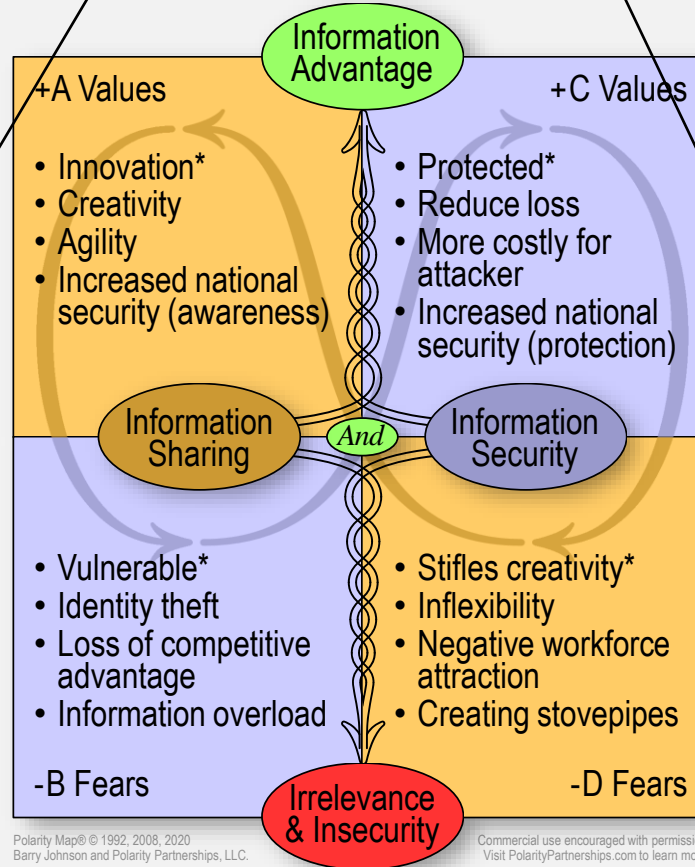 Information
Advantage
+A Values
+C Values
• Innovation*
• Creativity
• Agility
• Increased national
security (awareness)
• Protected*
• Reduce loss
• More costly for
attacker
• Increased national
security (protection)
Information
Sharing
And
Information
Security
• Vulnerable*
• Identity theft
• Loss of competitive
advantage
• Information overload
• Stifles creativity*
• Inflexibility
• Negative workforce
attraction
• Creating stovepipes
-B Fears
-D Fears
Irrelevance
& Insecurity
Polarity Map® © 1992, 2008, 2020
Barry Johnson and Polarity Partnerships, LLC.
Commercial use encouraged with
Visit PolarityPartnerships.com to learn